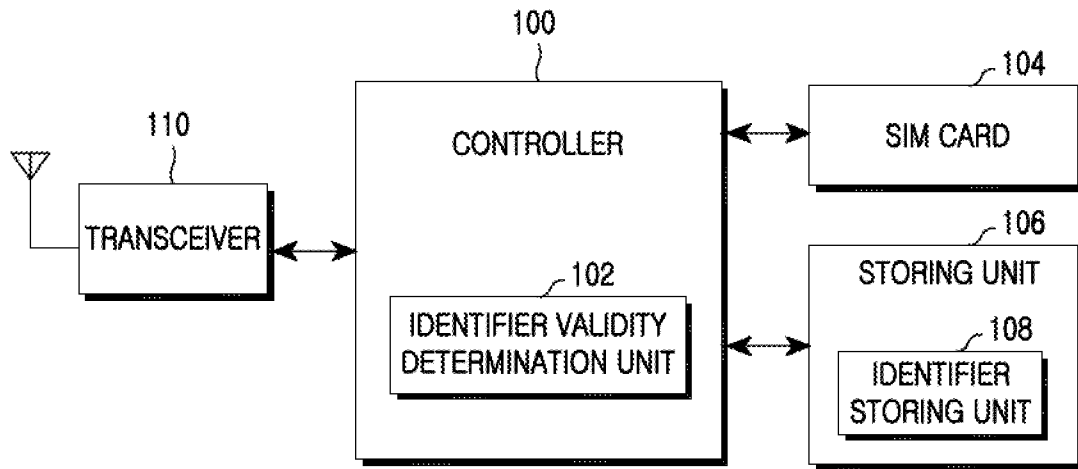 100
104
110
CONTROLLER
SIM CARD
TRANSCEIVER
106
STORING UNIT
102
IDENTIFIER VALIDITY
DETERMINATION UNIT
108
IDENTIFIER
STORING UNIT